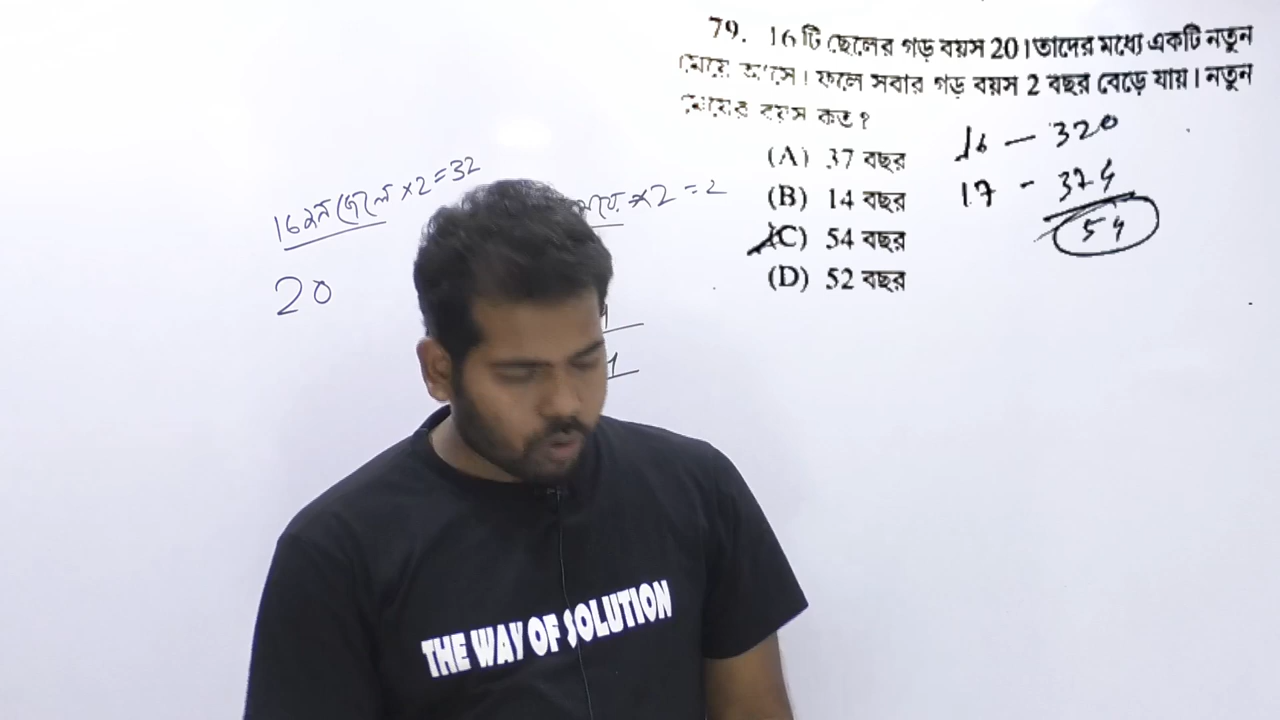 79. 16 টি ছেলের গড় বয়স 20। তাদের মধ্যে একটি নতুন
মেয়ে আসে। ফলে সবার গড় বয়স 2 বছর বেড়ে যায়। নতুন
মেয়ের বয়স কত?
(A) 37 বছর
(B) 14 বছর
(C) 54 বছর
(D) 52 বছর
16 — 320
17 - 374
54
16 জন ছেলে ×2 = 32
×2 = 2
20
THE WAY OF SOLUTION